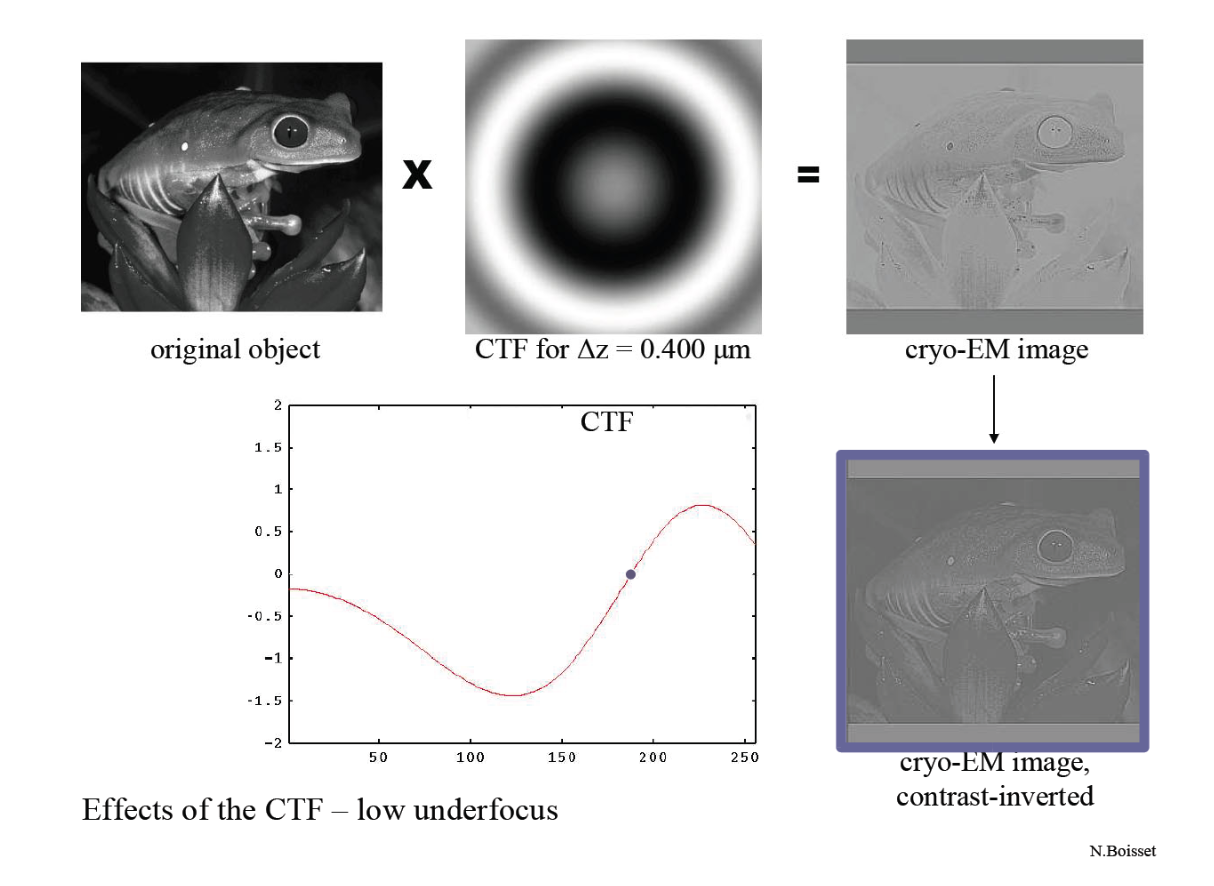 X
=
original object
CTF for Δz = 0.400 μm
cryo-EM image
CTF
2
1.5
1
0.5
0
-0.5
-1
-1.5
-2
50 100 150 200 250
cryo-EM image,
contrast-inverted
Effects of the CTF – low underfocus
N.Boisset